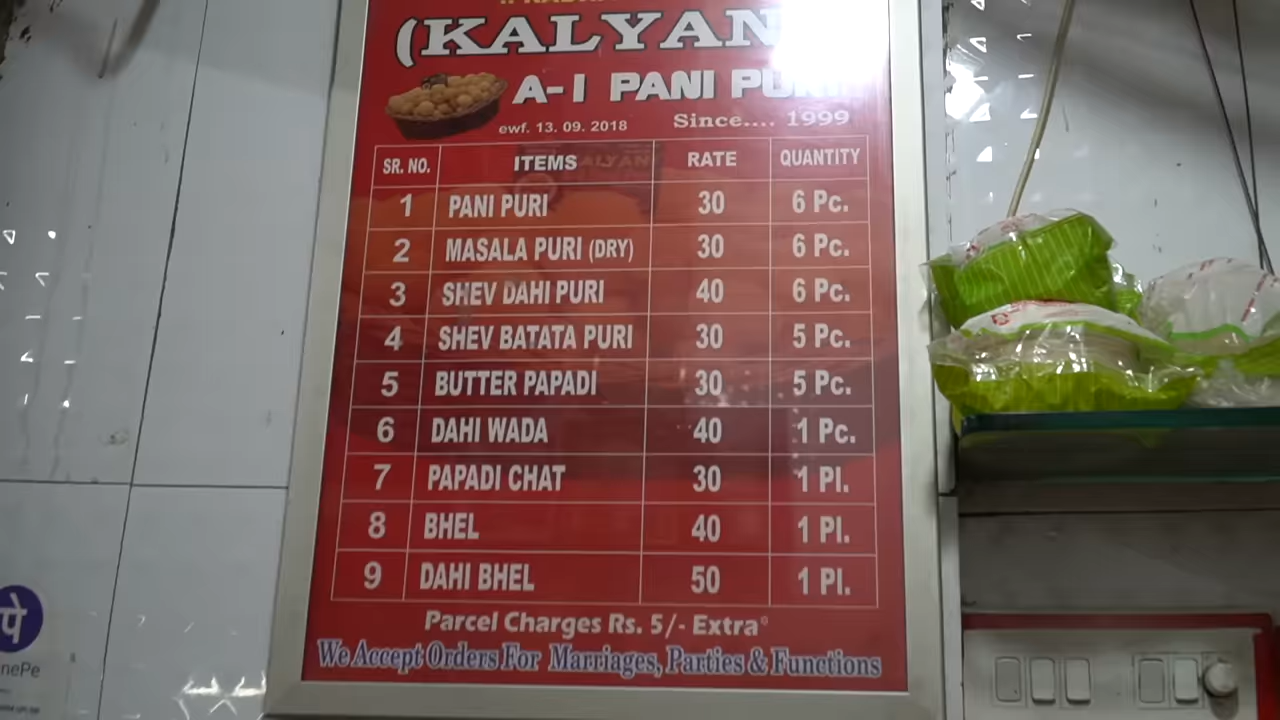 (KALYAN
A-1 PANI PURI
ewf. 13. 09. 2018 Since.... 1999
SR. NO. ITEMS RATE QUANTITY
1 PANI PURI 30 6 Pc.
2 MASALA PURI (DRY) 30 6 Pc.
3 SHEV DAHI PURI 40 6 Pc.
4 SHEV BATATA PURI 30 5 Pc.
5 BUTTER PAPADI 30 5 Pc.
6 DAHI WADA 40 1 Pc.
7 PAPADI CHAT 30 1 Pl.
8 BHEL 40 1 Pl.
9 DAHI BHEL 50 1 Pl.
Parcel Charges Rs. 5/- Extra
We Accept Orders For Marriages, Parties & Functions
पे
nePe